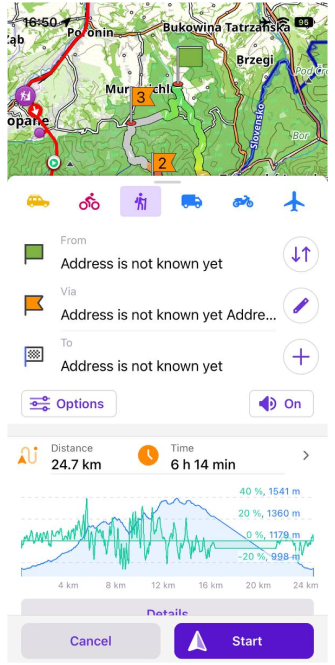 16:50
95
ąb
Poronin
Bukowina Tatrzańska
Brzegi
3
opane
Slovensko
Bor
2
From
Address is not known yet
Via
Address is not known yet Addre...
To
Address is not known yet
Options
On
Distance
24.7 km
Time
6 h 14 min
40 %, 1541 m
20 %, 1360 m
0 %, 1179 m
-20 %, 998 m
4 km 8 km 12 km 16 km 20 km 24 km
Details
Cancel
Start